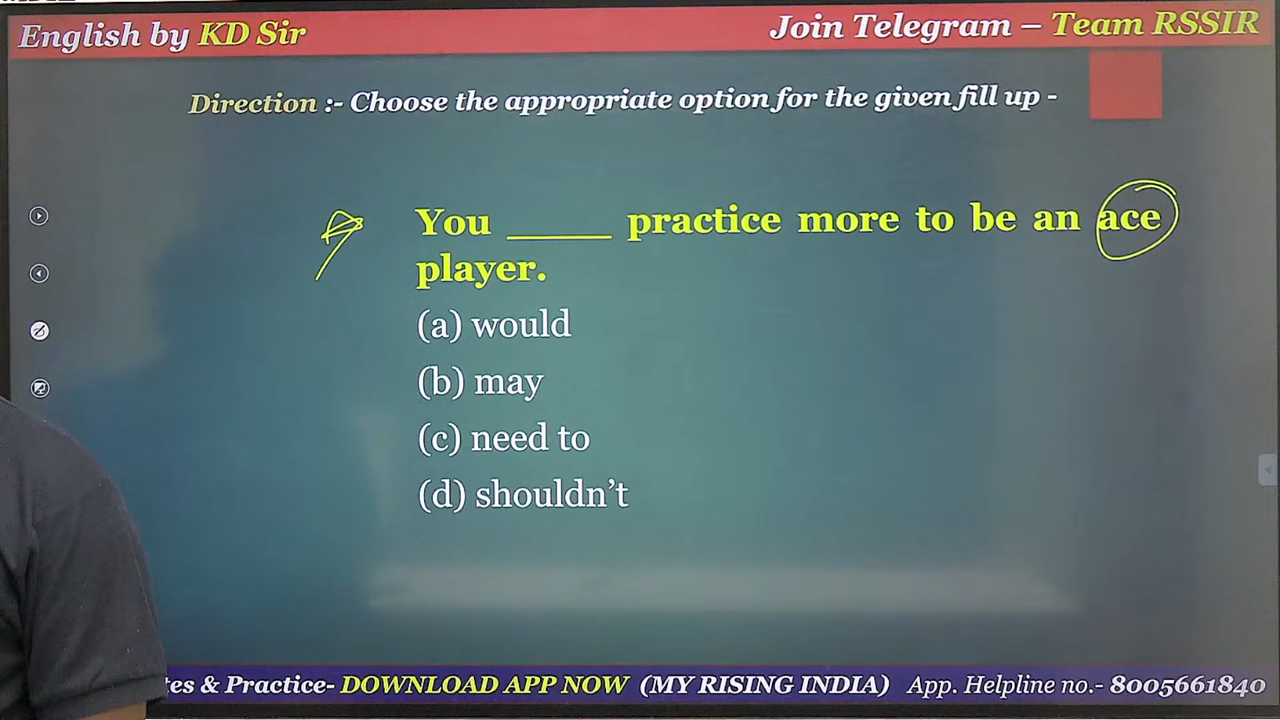 English by KD Sir
Join Telegram – Team RSSIR
Direction :- Choose the appropriate option for the given fill up -
You _____ practice more to be an ace
player.
(a) would
(b) may
(c) need to
(d) shouldn't
& Practice- DOWNLOAD APP NOW (MY RISING INDIA) App. Helpline no.- 8005661840